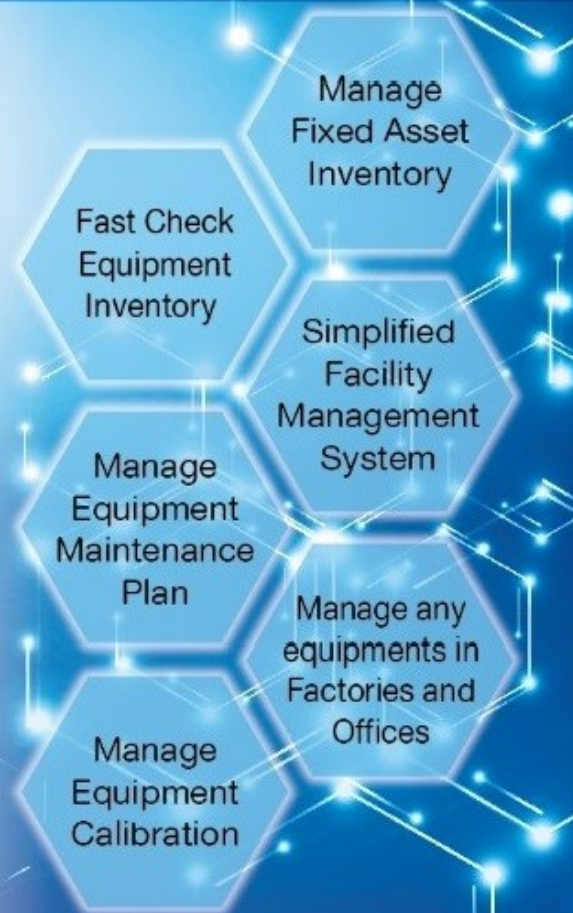 Manage
Fixed Asset
Inventory
Fast Check
Equipment
Inventory
Simplified
Facility
Management
System
Manage
Equipment
Maintenance
Plan
Manage any
equipments in
Factories and
Offices
Manage
Equipment
Calibration